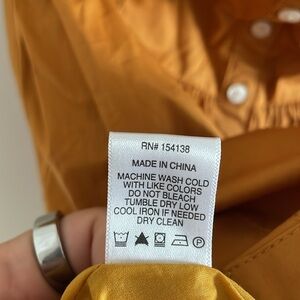 RN# 154138
MADE IN CHINA
MACHINE WASH COLD
WITH LIKE COLORS
DO NOT BLEACH
TUMBLE DRY LOW
COOL IRON IF NEEDED
DRY CLEAN
P